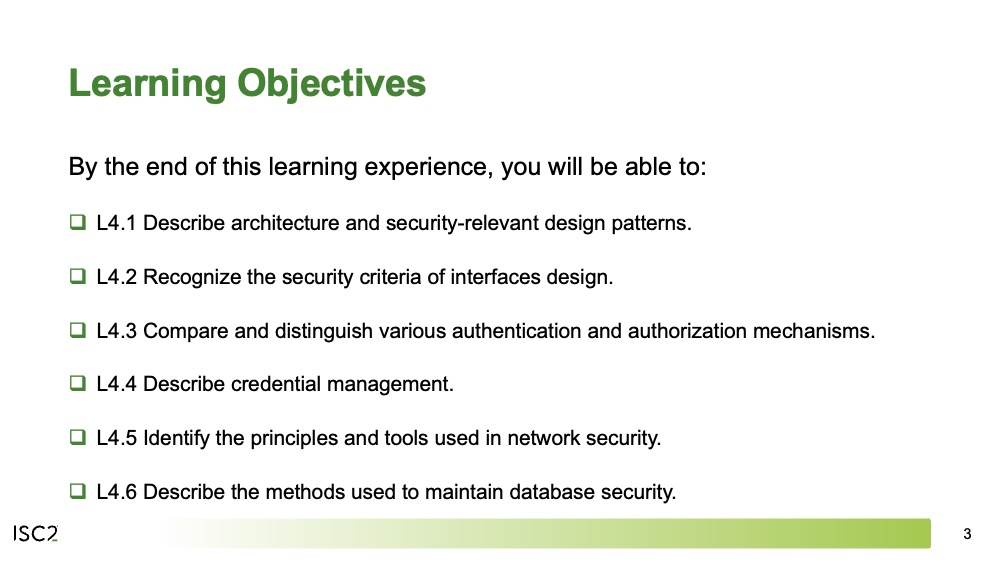 Learning Objectives
By the end of this learning experience, you will be able to:
L4.1 Describe architecture and security-relevant design patterns.
L4.2 Recognize the security criteria of interfaces design.
L4.3 Compare and distinguish various authentication and authorization mechanisms.
L4.4 Describe credential management.
L4.5 Identify the principles and tools used in network security.
L4.6 Describe the methods used to maintain database security.
ISC2
3